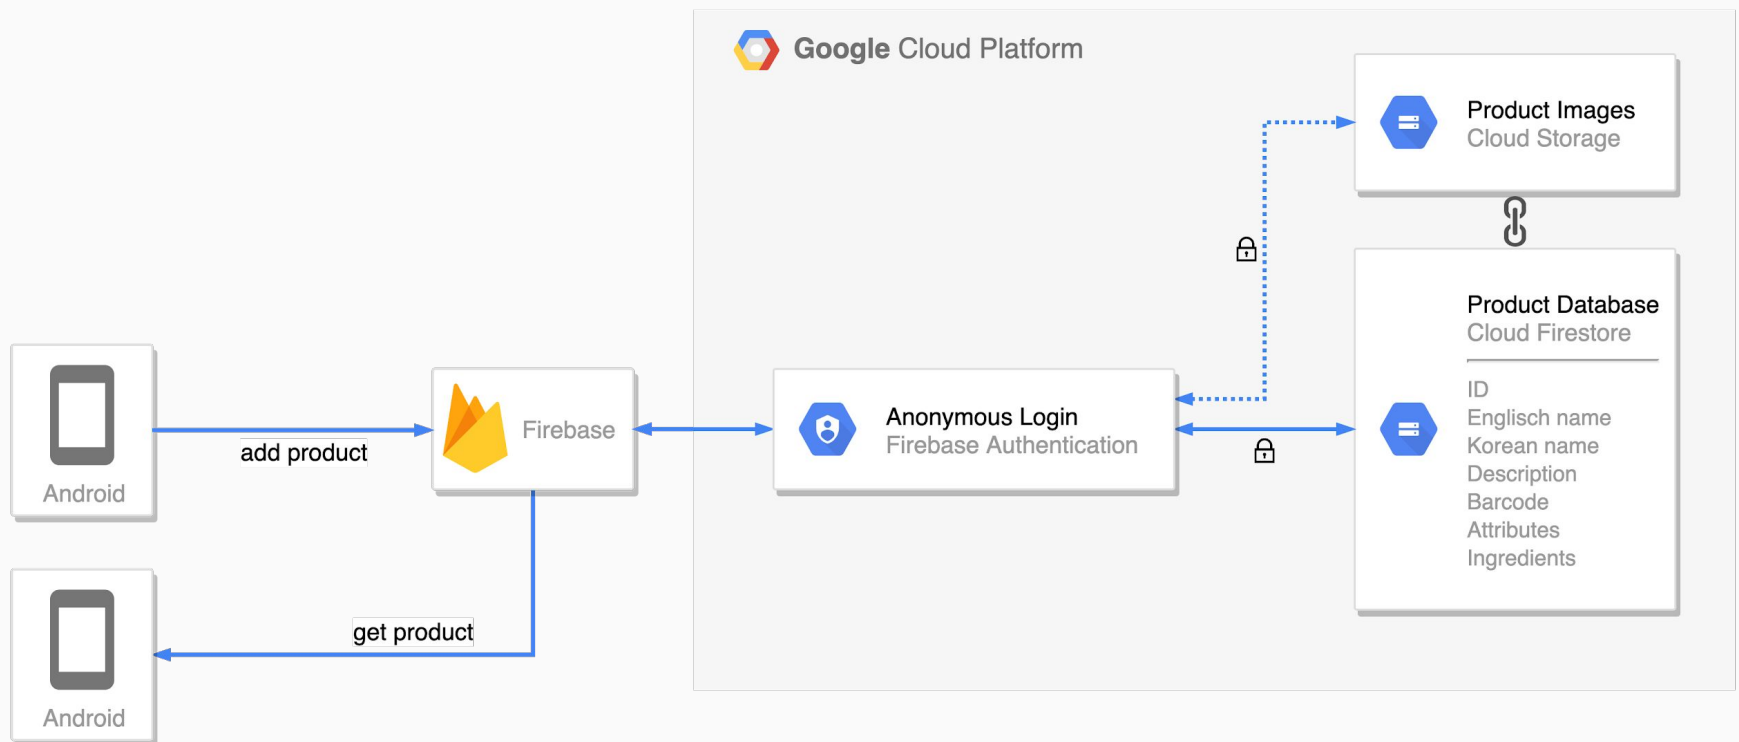 Google Cloud Platform
Product Images
Cloud Storage
Product Database
Cloud Firestore
ID
Englisch name
Korean name
Description
Barcode
Attributes
Ingredients
Anonymous Login
Firebase Authentication
Firebase
add product
Android
get product
Android